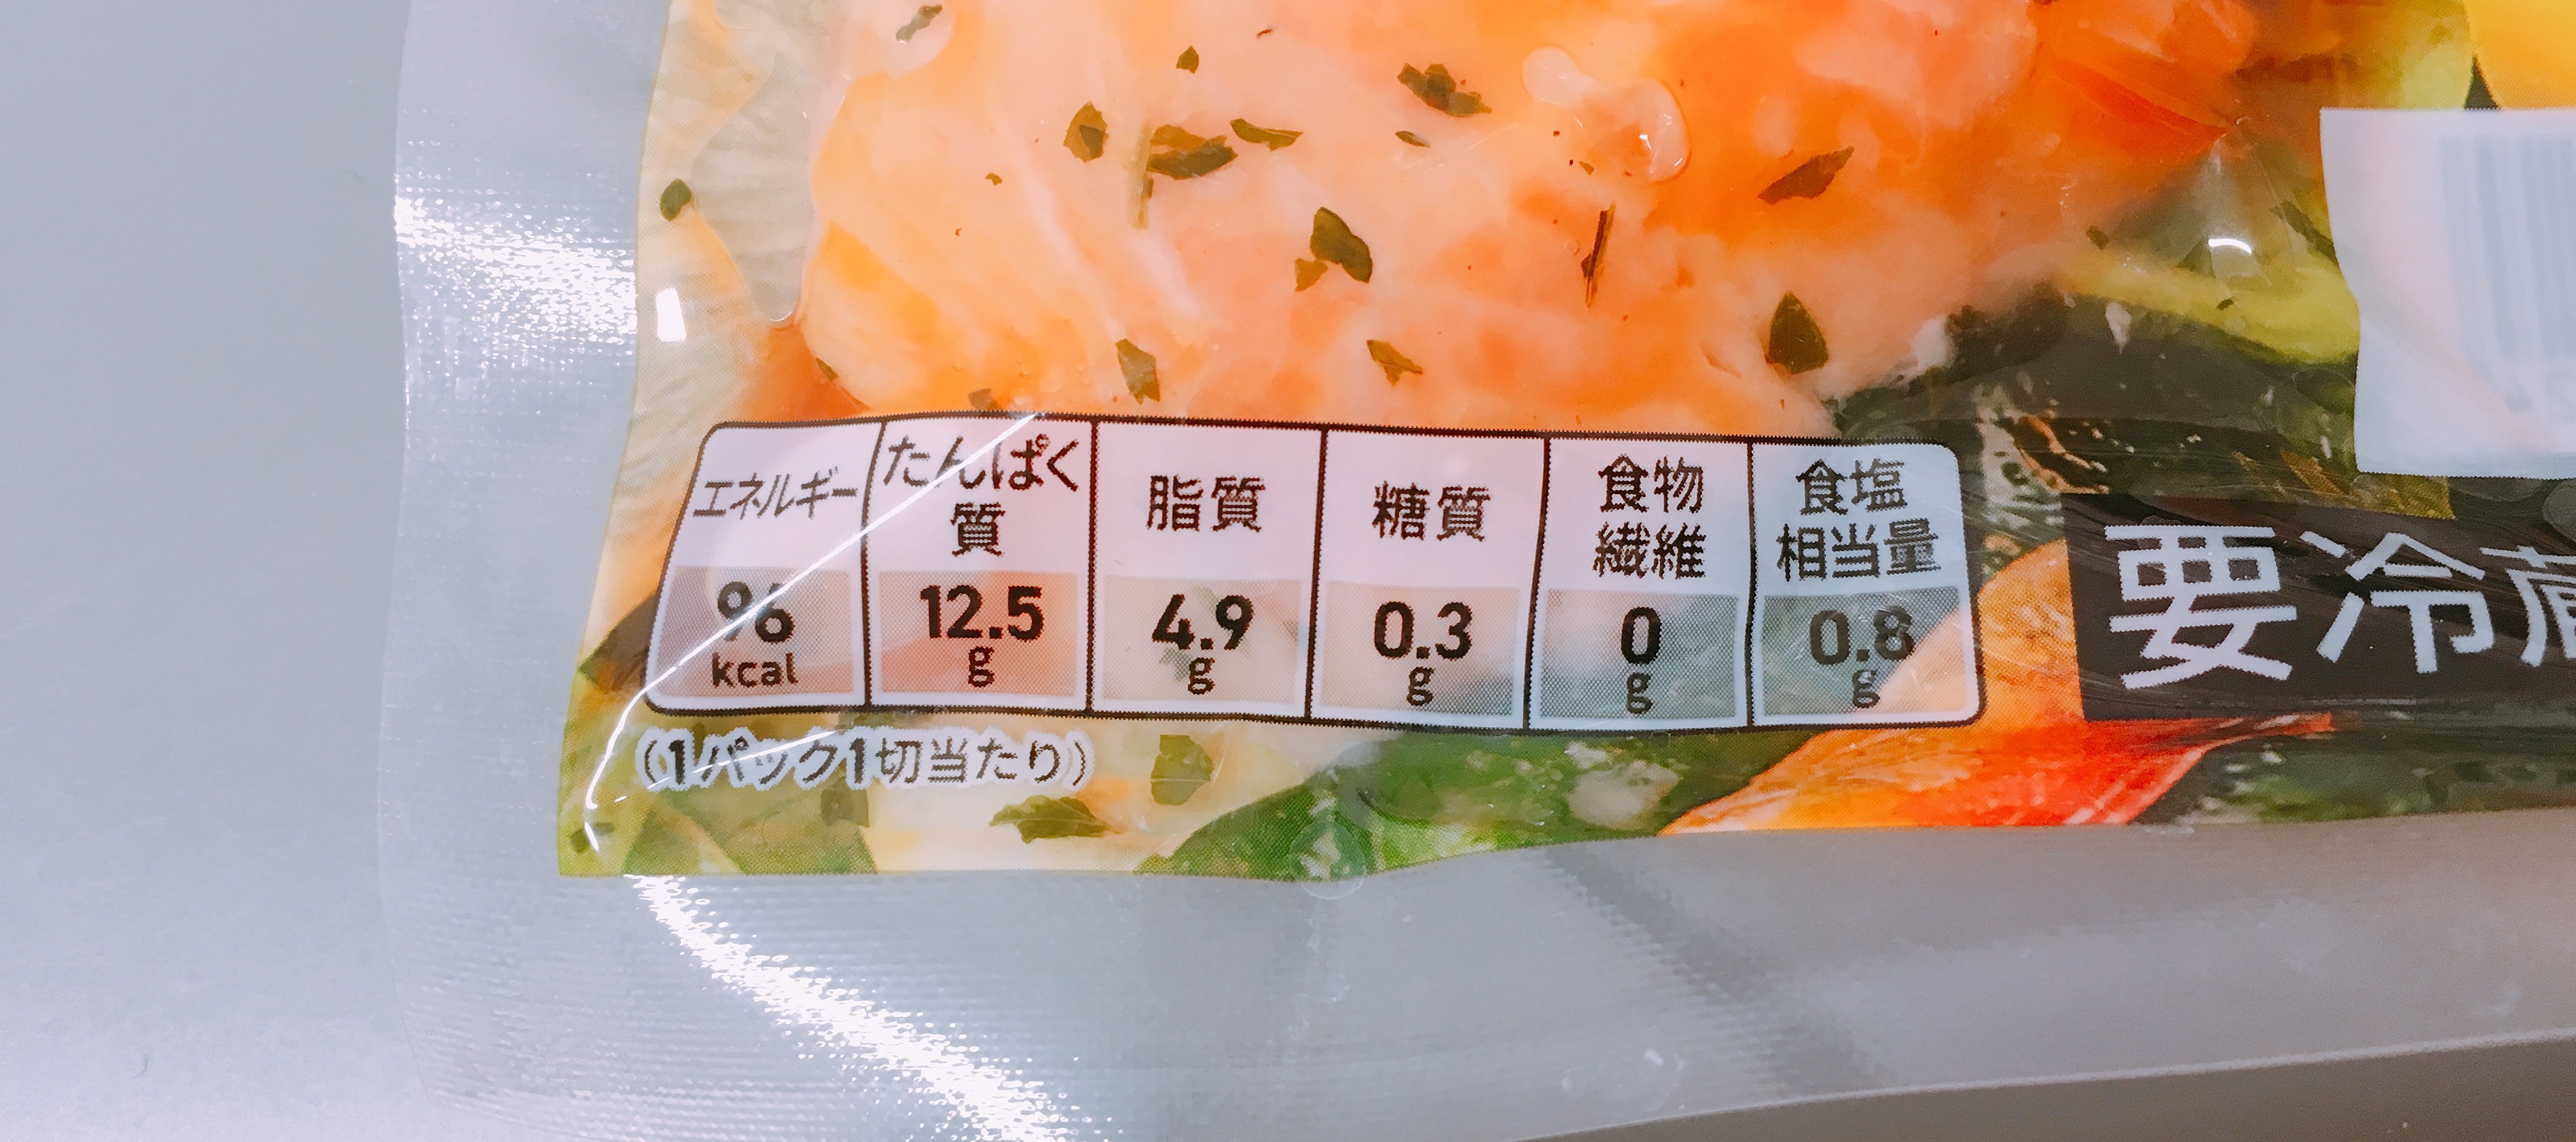 エネルギー
たんぱく
質
脂質
糖質
食物
繊維
食塩
相当量
96
kcal
12.5
g
4.9
g
0.3
g
0
g
0.8
g
(1パック1切当たり)
要冷蔵